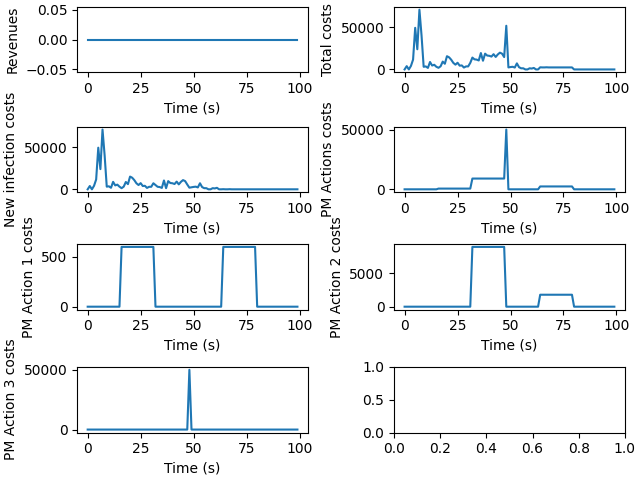 Revenues
0.05
0.00
−0.05
0 25 50 75 100
Time (s)
Total costs
50000
0
0 25 50 75 100
Time (s)
New infection costs
50000
0
0 25 50 75 100
Time (s)
PM Actions costs
50000
0
0 25 50 75 100
Time (s)
PM Action 1 costs
500
0
0 25 50 75 100
Time (s)
PM Action 2 costs
5000
0
0 25 50 75 100
Time (s)
PM Action 3 costs
50000
0
0 25 50 75 100
Time (s)
1.0
0.5
0.0
0.0 0.2 0.4 0.6 0.8 1.0